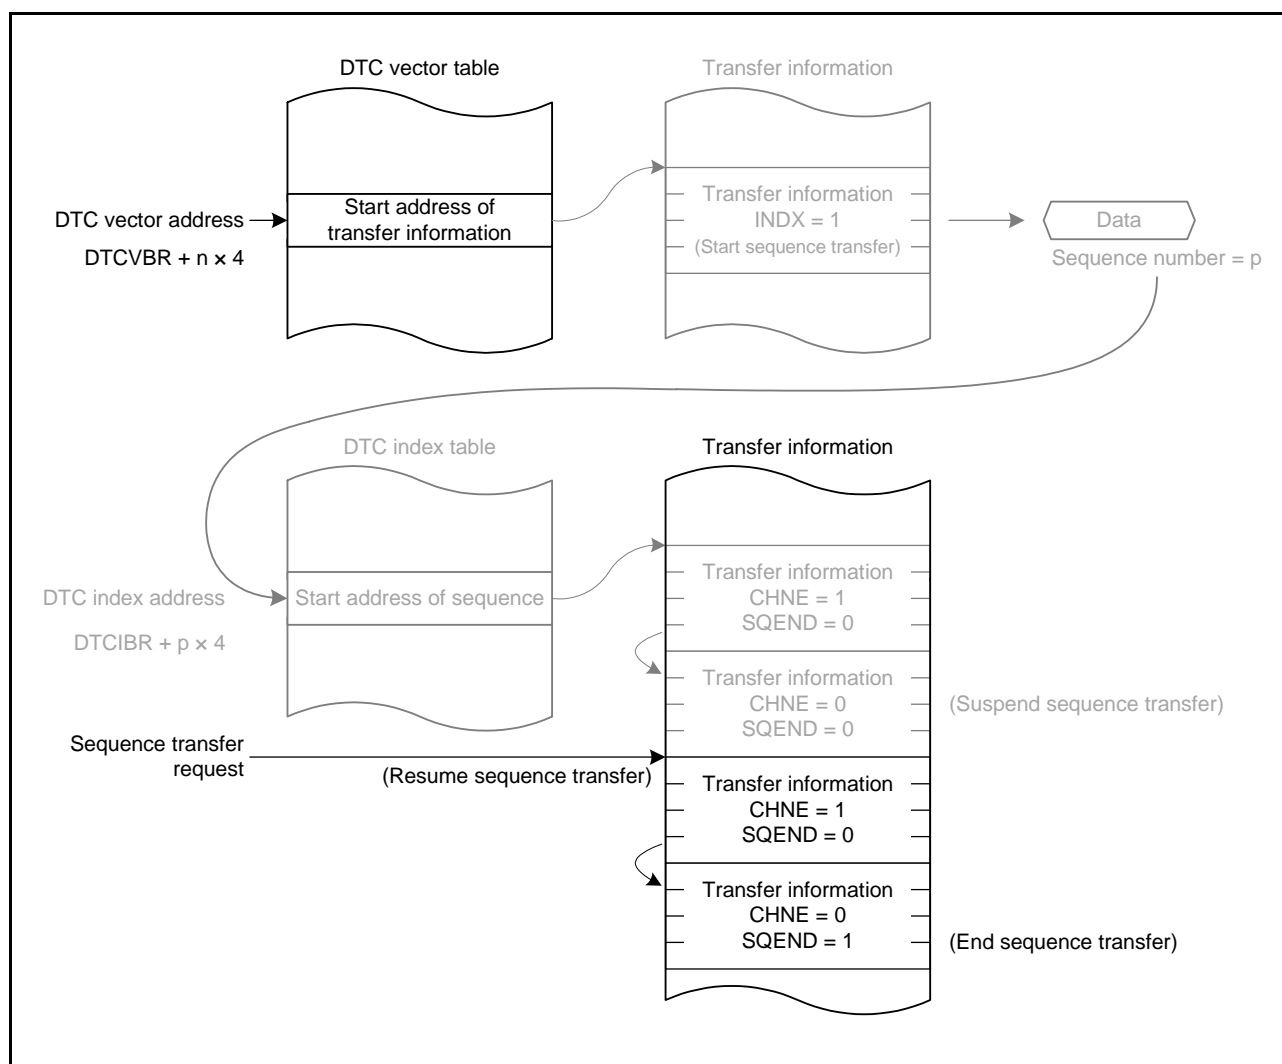 DTC vector table
Transfer information
DTC vector address
DTCVBR + n × 4
Start address of
transfer information
Transfer information
INDX = 1
(Start sequence transfer)
Data
Sequence number = p
DTC index table
Transfer information
DTC index address
DTCIBR + p × 4
Start address of sequence
Transfer information
CHNE = 1
SQEND = 0
Transfer information
CHNE = 0
SQEND = 0
(Suspend sequence transfer)
Sequence transfer
request
(Resume sequence transfer)
Transfer information
CHNE = 1
SQEND = 0
Transfer information
CHNE = 0
SQEND = 1
(End sequence transfer)